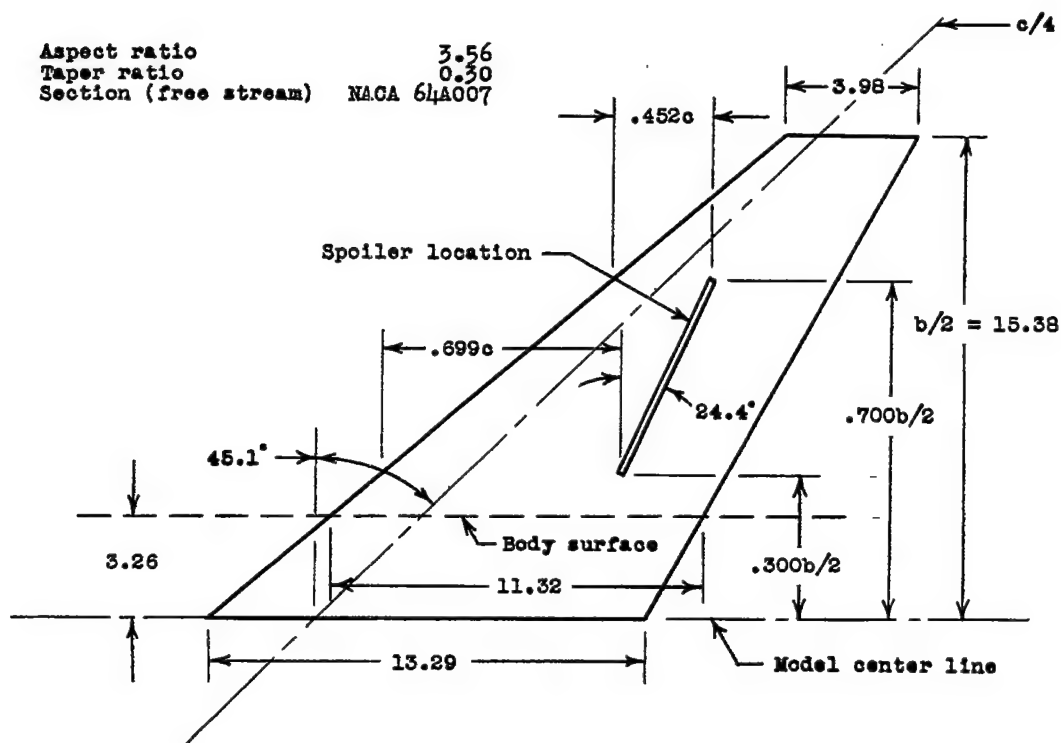 c/4
Aspect ratio 3.56
Taper ratio 0.30
Section (free stream) NACA 64A007
3.98
.452c
Spoiler location
b/2 = 15.38
.699c
24.4°
.700b/2
45.1°
Body surface
3.26
.300b/2
11.32
13.29
Model center line